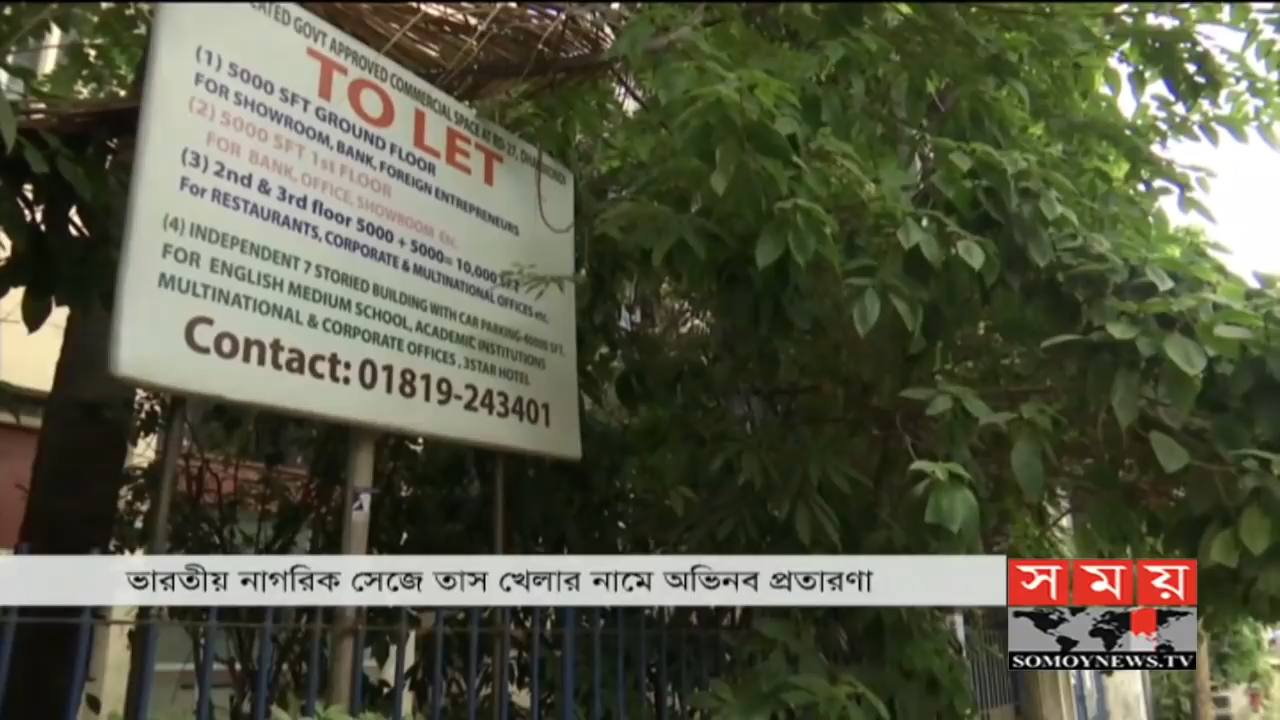 CATED GOVT APPROVED COMMERCIAL SPACE AT RD-27, DHANMONDI
TO LET
(1) 5000 SFT GROUND FLOOR
FOR SHOWROOM, BANK, FOREIGN ENTREPRENEURS
(2) 5000 SFT 1st FLOOR
FOR BANK, OFFICE, SHOWROOM Etc.
(3) 2nd & 3rd floor 5000 + 5000= 10,000 SFT
For RESTAURANTS, CORPORATE & MULTINATIONAL OFFICES etc.
(4) INDEPENDENT 7 STORIED BUILDING WITH CAR PARKING-40000 SFT.
FOR ENGLISH MEDIUM SCHOOL, ACADEMIC INSTITUTIONS
MULTINATIONAL & CORPORATE OFFICES , 3STAR HOTEL
Contact: 01819-243401
ভারতীয় নাগরিক সেজে তাস খেলার নামে অভিনব প্রতারণা
সময়
SOMOYNEWS.TV